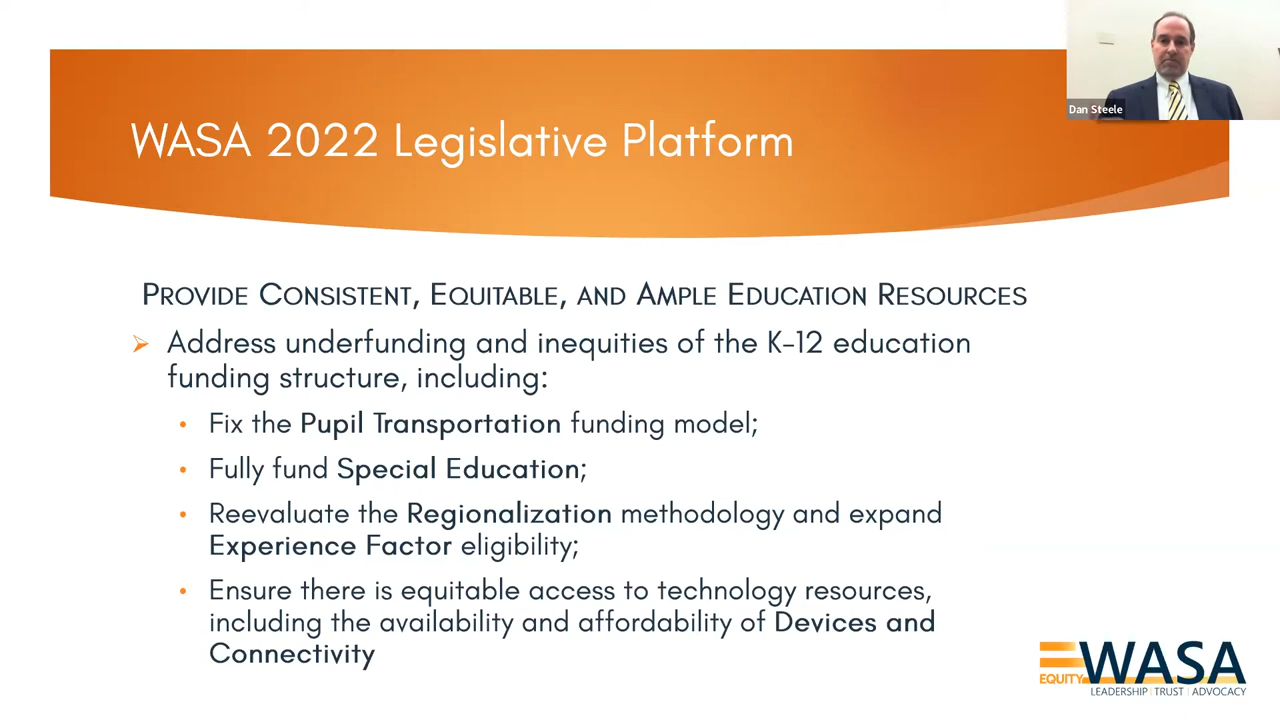 Dan Steele
WASA 2022 Legislative Platform
PROVIDE CONSISTENT, EQUITABLE, AND AMPLE EDUCATION RESOURCES
Address underfunding and inequities of the K-12 education
funding structure, including:
• Fix the Pupil Transportation funding model;
• Fully fund Special Education;
• Reevaluate the Regionalization methodology and expand
Experience Factor eligibility;
• Ensure there is equitable access to technology resources,
including the availability and affordability of Devices and
Connectivity
EQUITY WASA
LEADERSHIP | TRUST | ADVOCACY